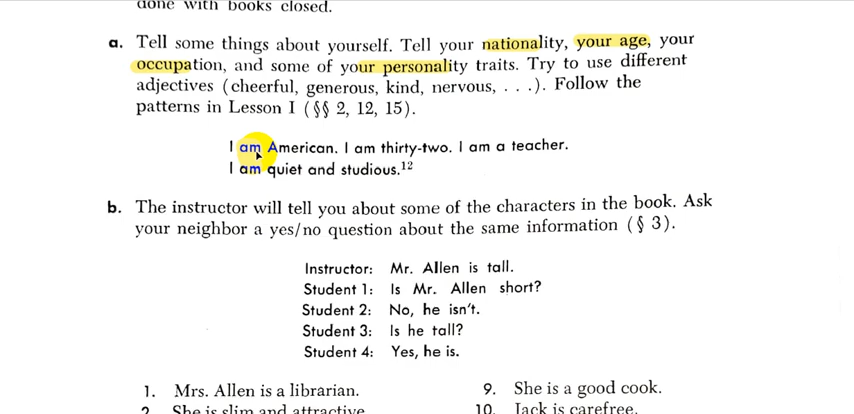 done with books closed.
a. Tell some things about yourself. Tell your nationality, your age, your
occupation, and some of your personality traits. Try to use different
adjectives (cheerful, generous, kind, nervous, . . .). Follow the
patterns in Lesson I (§§ 2, 12, 15).
I am American. I am thirty-two. I am a teacher.
I am quiet and studious.12
b. The instructor will tell you about some of the characters in the book. Ask
your neighbor a yes/no question about the same information (§ 3).
Instructor: Mr. Allen is tall.
Student 1: Is Mr. Allen short?
Student 2: No, he isn't.
Student 3: Is he tall?
Student 4: Yes, he is.
1. Mrs. Allen is a librarian.
2. She is slim and attractive
9. She is a good cook.
10. Jack is carefree.